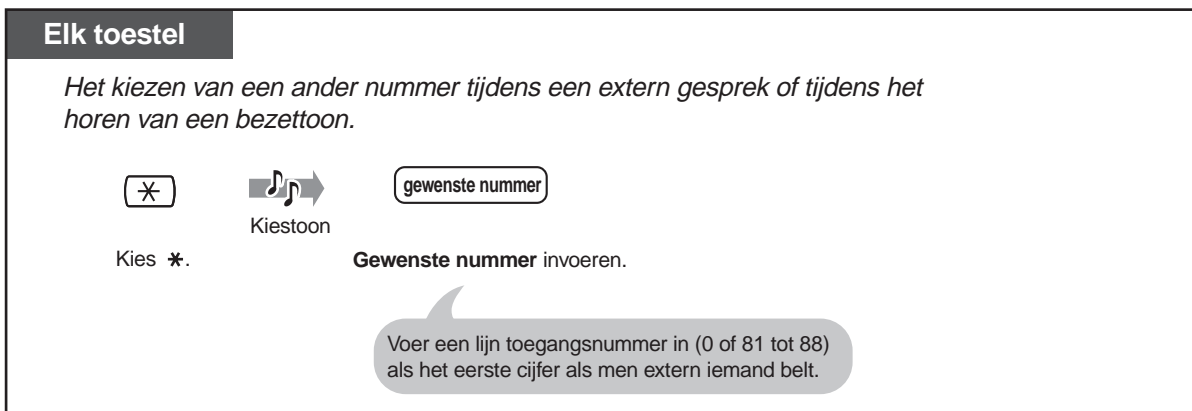 Elk toestel
Het kiezen van een ander nummer tijdens een extern gesprek of tijdens het
horen van een bezettoon.
gewenste nummer
Kiestoon
Kies *.
Gewenste nummer invoeren.
Voer een lijn toegangsnummer in (0 of 81 tot 88)
als het eerste cijfer als men extern iemand belt.